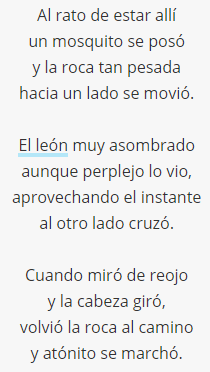 Al rato de estar allí
un mosquito se posó
y la roca tan pesada
hacia un lado se movió.

El león muy asombrado
aunque perplejo lo vio,
aprovechando el instante
al otro lado cruzó.

Cuando miró de reojo
y la cabeza giró,
volvió la roca al camino
y atónito se marchó.